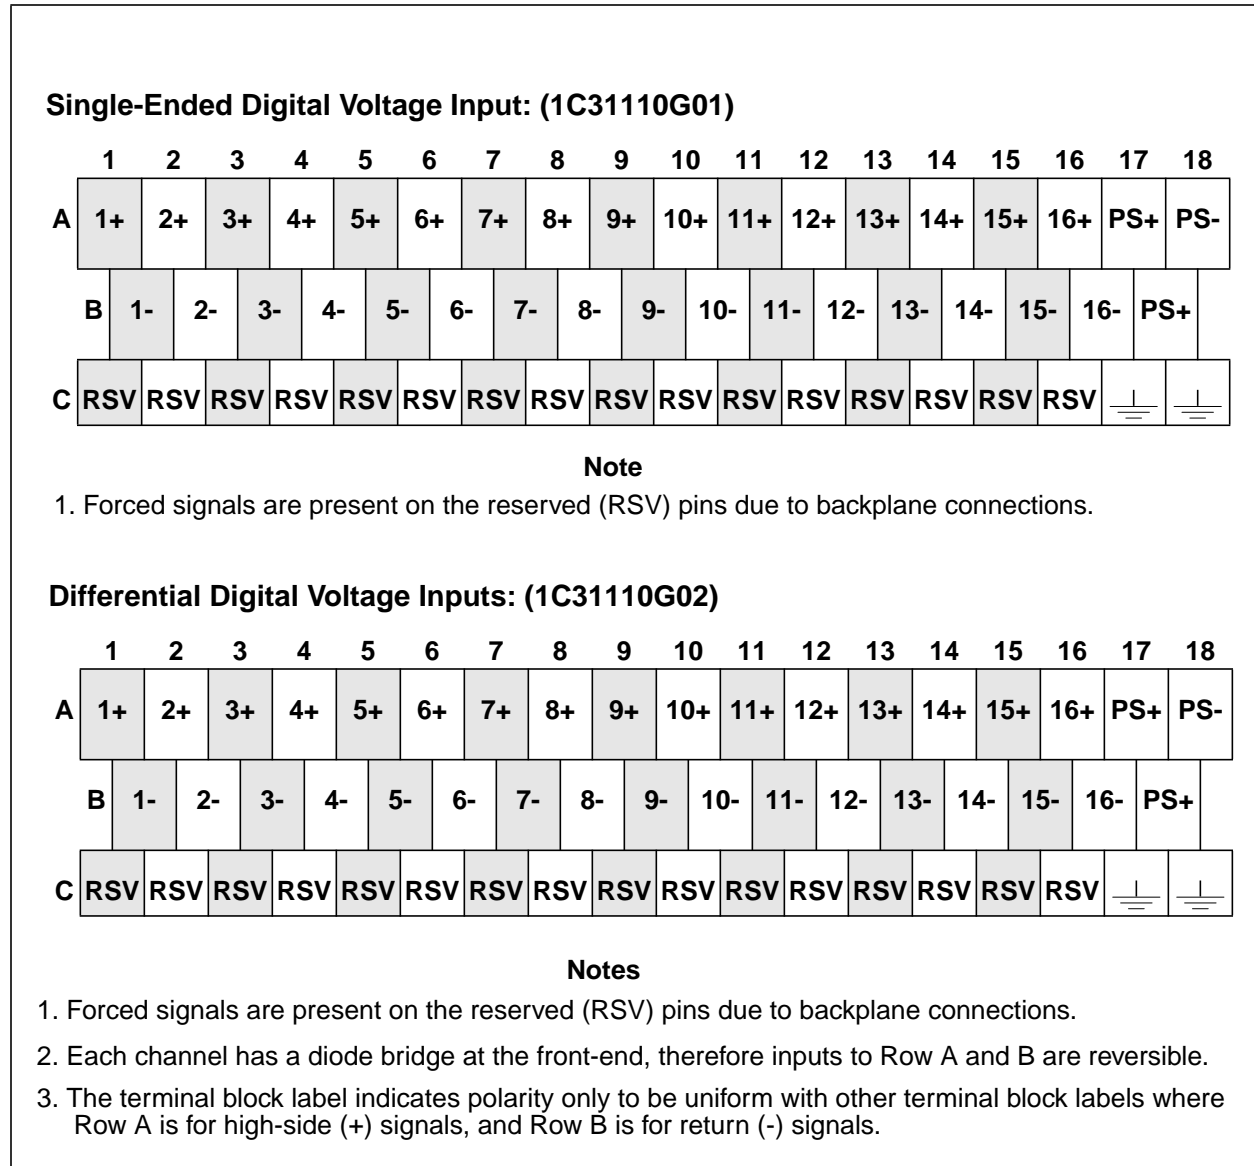 Single-Ended Digital Voltage Input: (1C31110G01)
1 2 3 4 5 6 7 8 9 10 11 12 13 14 15 16 17 18
A 1+ 2+ 3+ 4+ 5+ 6+ 7+ 8+ 9+ 10+ 11+ 12+ 13+ 14+ 15+ 16+ PS+ PS-
B 1- 2- 3- 4- 5- 6- 7- 8- 9- 10- 11- 12- 13- 14- 15- 16- PS+
C RSV RSV RSV RSV RSV RSV RSV RSV RSV RSV RSV RSV RSV RSV RSV RSV
Note
1. Forced signals are present on the reserved (RSV) pins due to backplane connections.
Differential Digital Voltage Inputs: (1C31110G02)
1 2 3 4 5 6 7 8 9 10 11 12 13 14 15 16 17 18
A 1+ 2+ 3+ 4+ 5+ 6+ 7+ 8+ 9+ 10+ 11+ 12+ 13+ 14+ 15+ 16+ PS+ PS-
B 1- 2- 3- 4- 5- 6- 7- 8- 9- 10- 11- 12- 13- 14- 15- 16- PS+
C RSV RSV RSV RSV RSV RSV RSV RSV RSV RSV RSV RSV RSV RSV RSV RSV
Notes
1. Forced signals are present on the reserved (RSV) pins due to backplane connections.
2. Each channel has a diode bridge at the front-end, therefore inputs to Row A and B are reversible.
3. The terminal block label indicates polarity only to be uniform with other terminal block labels where
Row A is for high-side (+) signals, and Row B is for return (-) signals.